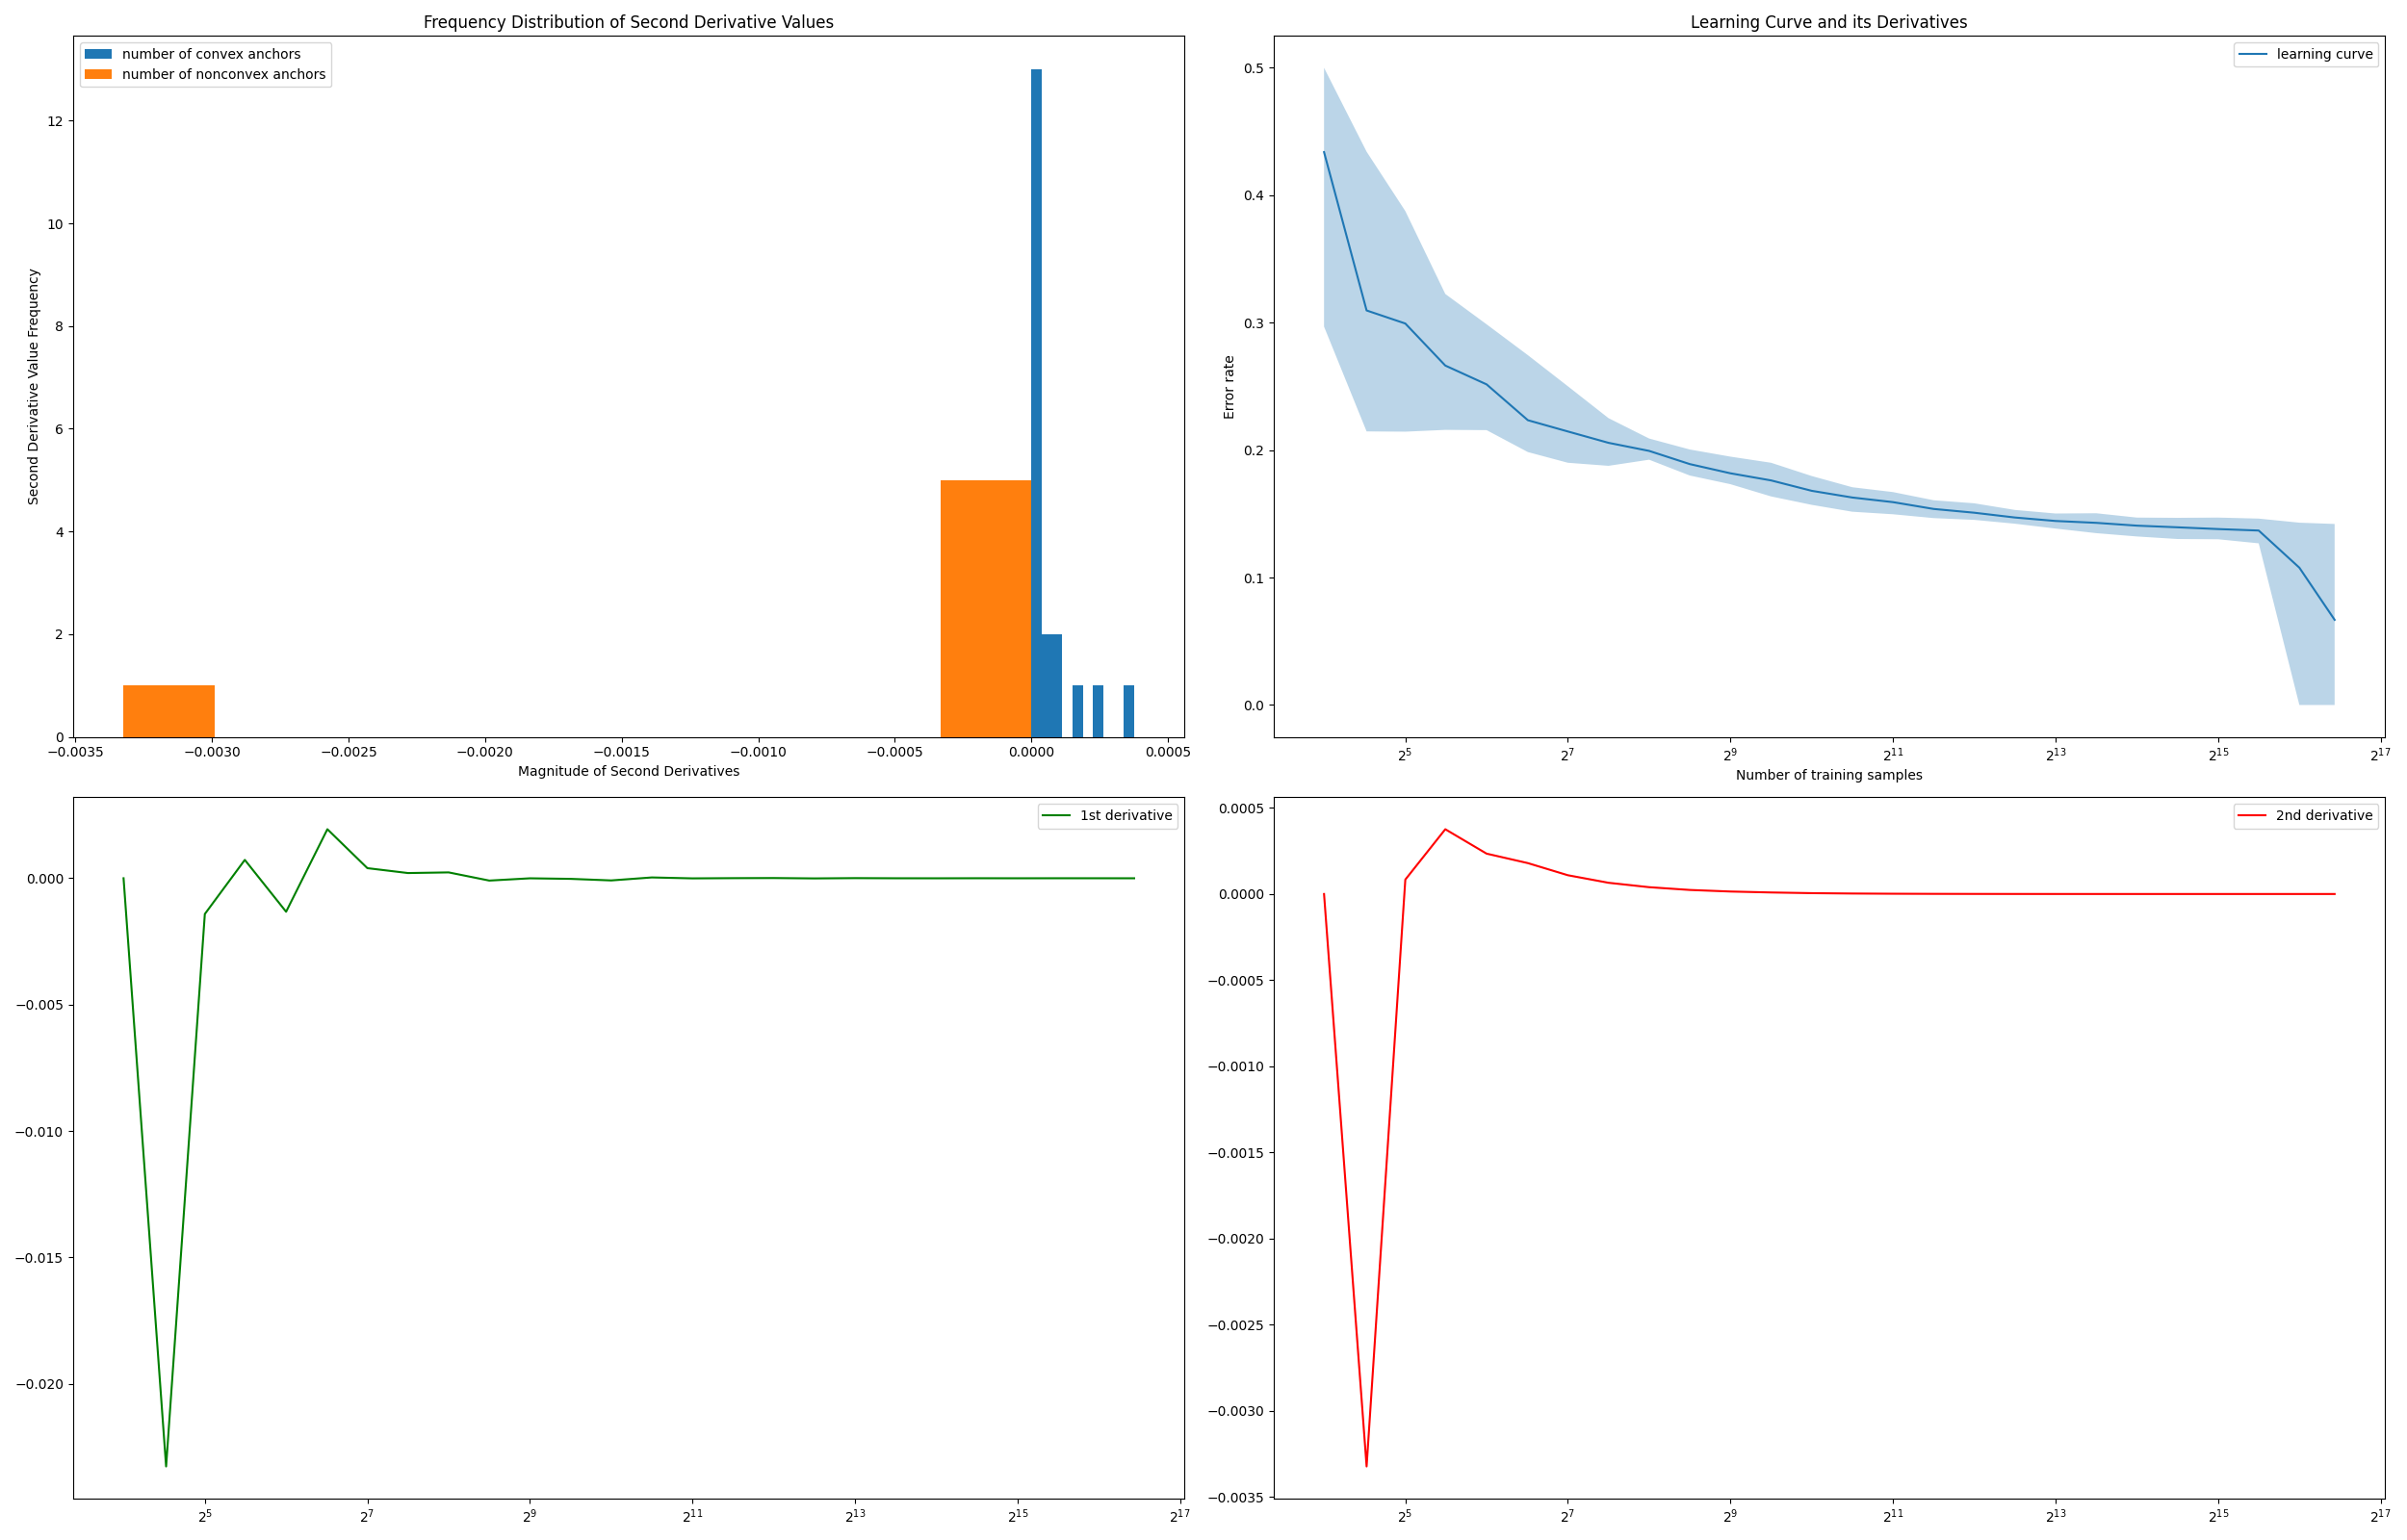 Frequency Distribution of Second Derivative Values
number of convex anchors
number of nonconvex anchors
12
10
8
6
4
2
0
Second Derivative Value Frequency
−0.0035 −0.0030 −0.0025 −0.0020 −0.0015 −0.0010 −0.0005 0.0000 0.0005
Magnitude of Second Derivatives
Learning Curve and its Derivatives
learning curve
0.5
0.4
0.3
0.2
0.1
0.0
Error rate
2^5 2^7 2^9 2^11 2^13 2^15 2^17
Number of training samples
1st derivative
0.000
−0.005
−0.010
−0.015
−0.020
2^5 2^7 2^9 2^11 2^13 2^15 2^17
2nd derivative
0.0005
0.0000
−0.0005
−0.0010
−0.0015
−0.0020
−0.0025
−0.0030
−0.0035
2^5 2^7 2^9 2^11 2^13 2^15 2^17